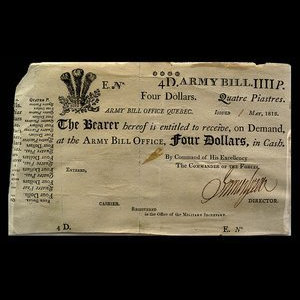 E. No
4D. ARMY BILL. IIII P.
Four Dollars. Quatre Piastres.
ARMY BILL OFFICE, QUEBEC. ISSUED 1 Mar, 1813.
The Bearer hereof is entitled to receive, on Demand,
at the ARMY BILL OFFICE, Four Dollars, in Cash.
By Command of His Excellency
The COMMANDER OF THE FORCES,
ENTERED,
DIRECTOR.
CASHIER.
REGISTERED
in the Office of the MILITARY SECRETARY.
4 D. E. No